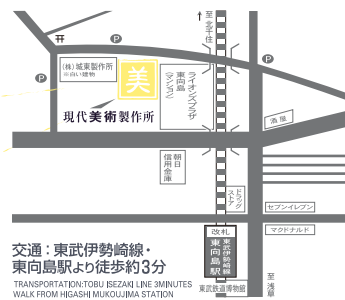 至北千住
P
P
P
(株)城東製作所
※白い建物
美
ライオンズプラザ
東向島
(マンション)
現代美術製作所
酒屋
朝日
信用金庫
ドラッグ
ストア
セブンイレブン
改札
東武伊勢崎線
東向島駅
マクドナルド
東武鉄道博物館
至浅草
交通：東武伊勢崎線・
東向島駅より徒歩約3分
TRANSPORTATION:TOBU ISEZAKI LINE 3MINUTES
WALK FROM HIGASHI MUKOUJIMA STATION